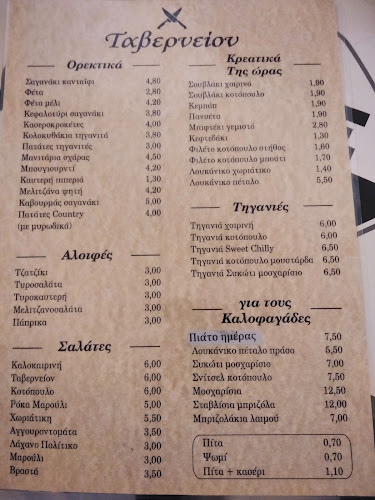 Ταβερνείον
Ορεκτικά
Σαγανάκι κανταΐφι 4,80
Φέτα 2,80
Φέτα μέλι 4,20
Κεφαλοτύρι σαγανάκι 3,80
Κασεροκροκέτες 4,00
Κολοκυθάκια τηγανιτά 3,80
Πατάτες τηγανιτές 3,00
Μανιτάρια σχάρας 4,50
Μπουγιουρντί 4,20
Καυτερή πιπεριά 1,30
Μελιτζάνα ψητή 4,20
Καβουρμάς σαγανάκι 5,00
Πατάτες Country 4,00
(με μυρωδικά)
Αλοιφές
Τζατζίκι 3,00
Τυροσαλάτα 3,00
Τυροκαυτερή 3,00
Μελιτζανοσαλάτα 3,00
Πάπρικα 3,00
Σαλάτες
Καλοκαιρινή 6,00
Ταβερνείον 6,00
Κοτόπουλο 6,00
Ρόκα Μαρούλι 5,00
Χωριάτικη 5,70
Αγγουροντομάτα 3,50
Λάχανο Πολίτικο 3,00
Μαρούλι 3,00
Βραστά 3,50
Κρεατικά
Της ώρας
Σουβλάκι χοιρινό 1,90
Σουβλάκι κοτόπουλο 1,90
Κεμπάπ 1,90
Πανσέτα 1,90
Μπιφτέκι γεμιστό 2,80
Κεφτεδάκι 1,30
Φιλέτο κοτόπουλο στήθος 1,60
Φιλέτο κοτόπουλο μπούτι 1,70
Λουκάνικο χωριάτικο 1,40
Λουκάνικο πέταλο 5,50
Τηγανιές
Τηγανιά χοιρινή 6,00
Τηγανιά κοτόπουλο 6,00
Τηγανιά Sweet Chilly 6,50
Τηγανιά κοτόπουλο μουστάρδα 6,50
Τηγανιά Συκώτι μοσχαρίσιο 6,50
για τους
Καλοφαγάδες
Πιάτο ημέρας 7,50
Λουκάνικο πέταλο πράσο 5,50
Συκώτι μοσχαρίσιο 7,00
Σνίτσελ κοτόπουλο 7,50
Μοσχαρίσια 12,50
Σταβλίσια μπριζόλα 12,00
Μπριζολάκια λαιμού 7,00
Πίτα 0,70
Ψωμί 0,70
Πίτα + κασέρι 1,10